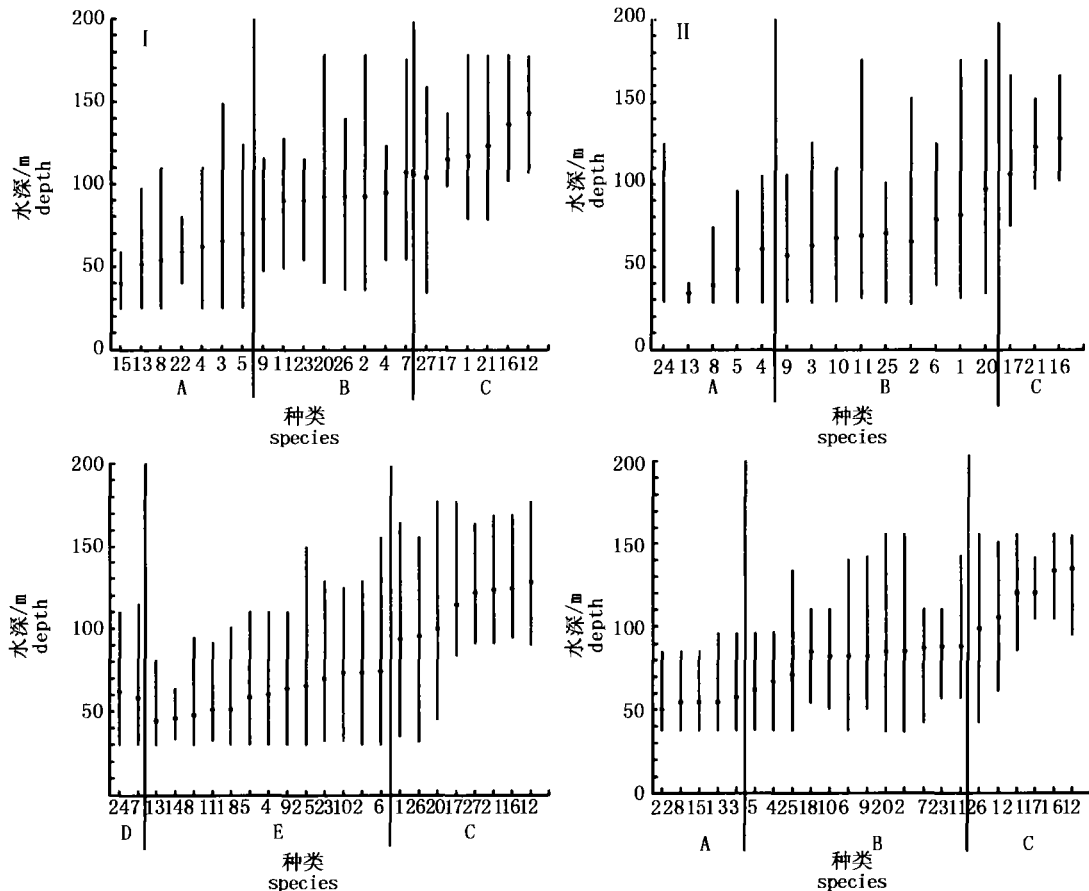 200
I
150
100
50
0
水深/m
depth
15 13 8 22 4 3 5 9 11 23 20 26 2 4 7 27 17 1 21 16 12
A B C
种类
species
200
II
150
100
50
0
水深/m
depth
24 13 8 5 4 9 3 10 11 25 2 6 1 20 17 21 16
A B C
种类
species
200
150
100
50
水深/m
depth
24 7 13 14 8 11 18 5 4 9 25 23 10 2 6 1 26 20 17 27 21 16 12
D E C
种类
species
200
150
100
50
0
水深/m
depth
22 8 15 13 3 5 4 25 18 10 6 9 20 2 7 23 11 26 1 21 17 16 12
A B C
种类
species